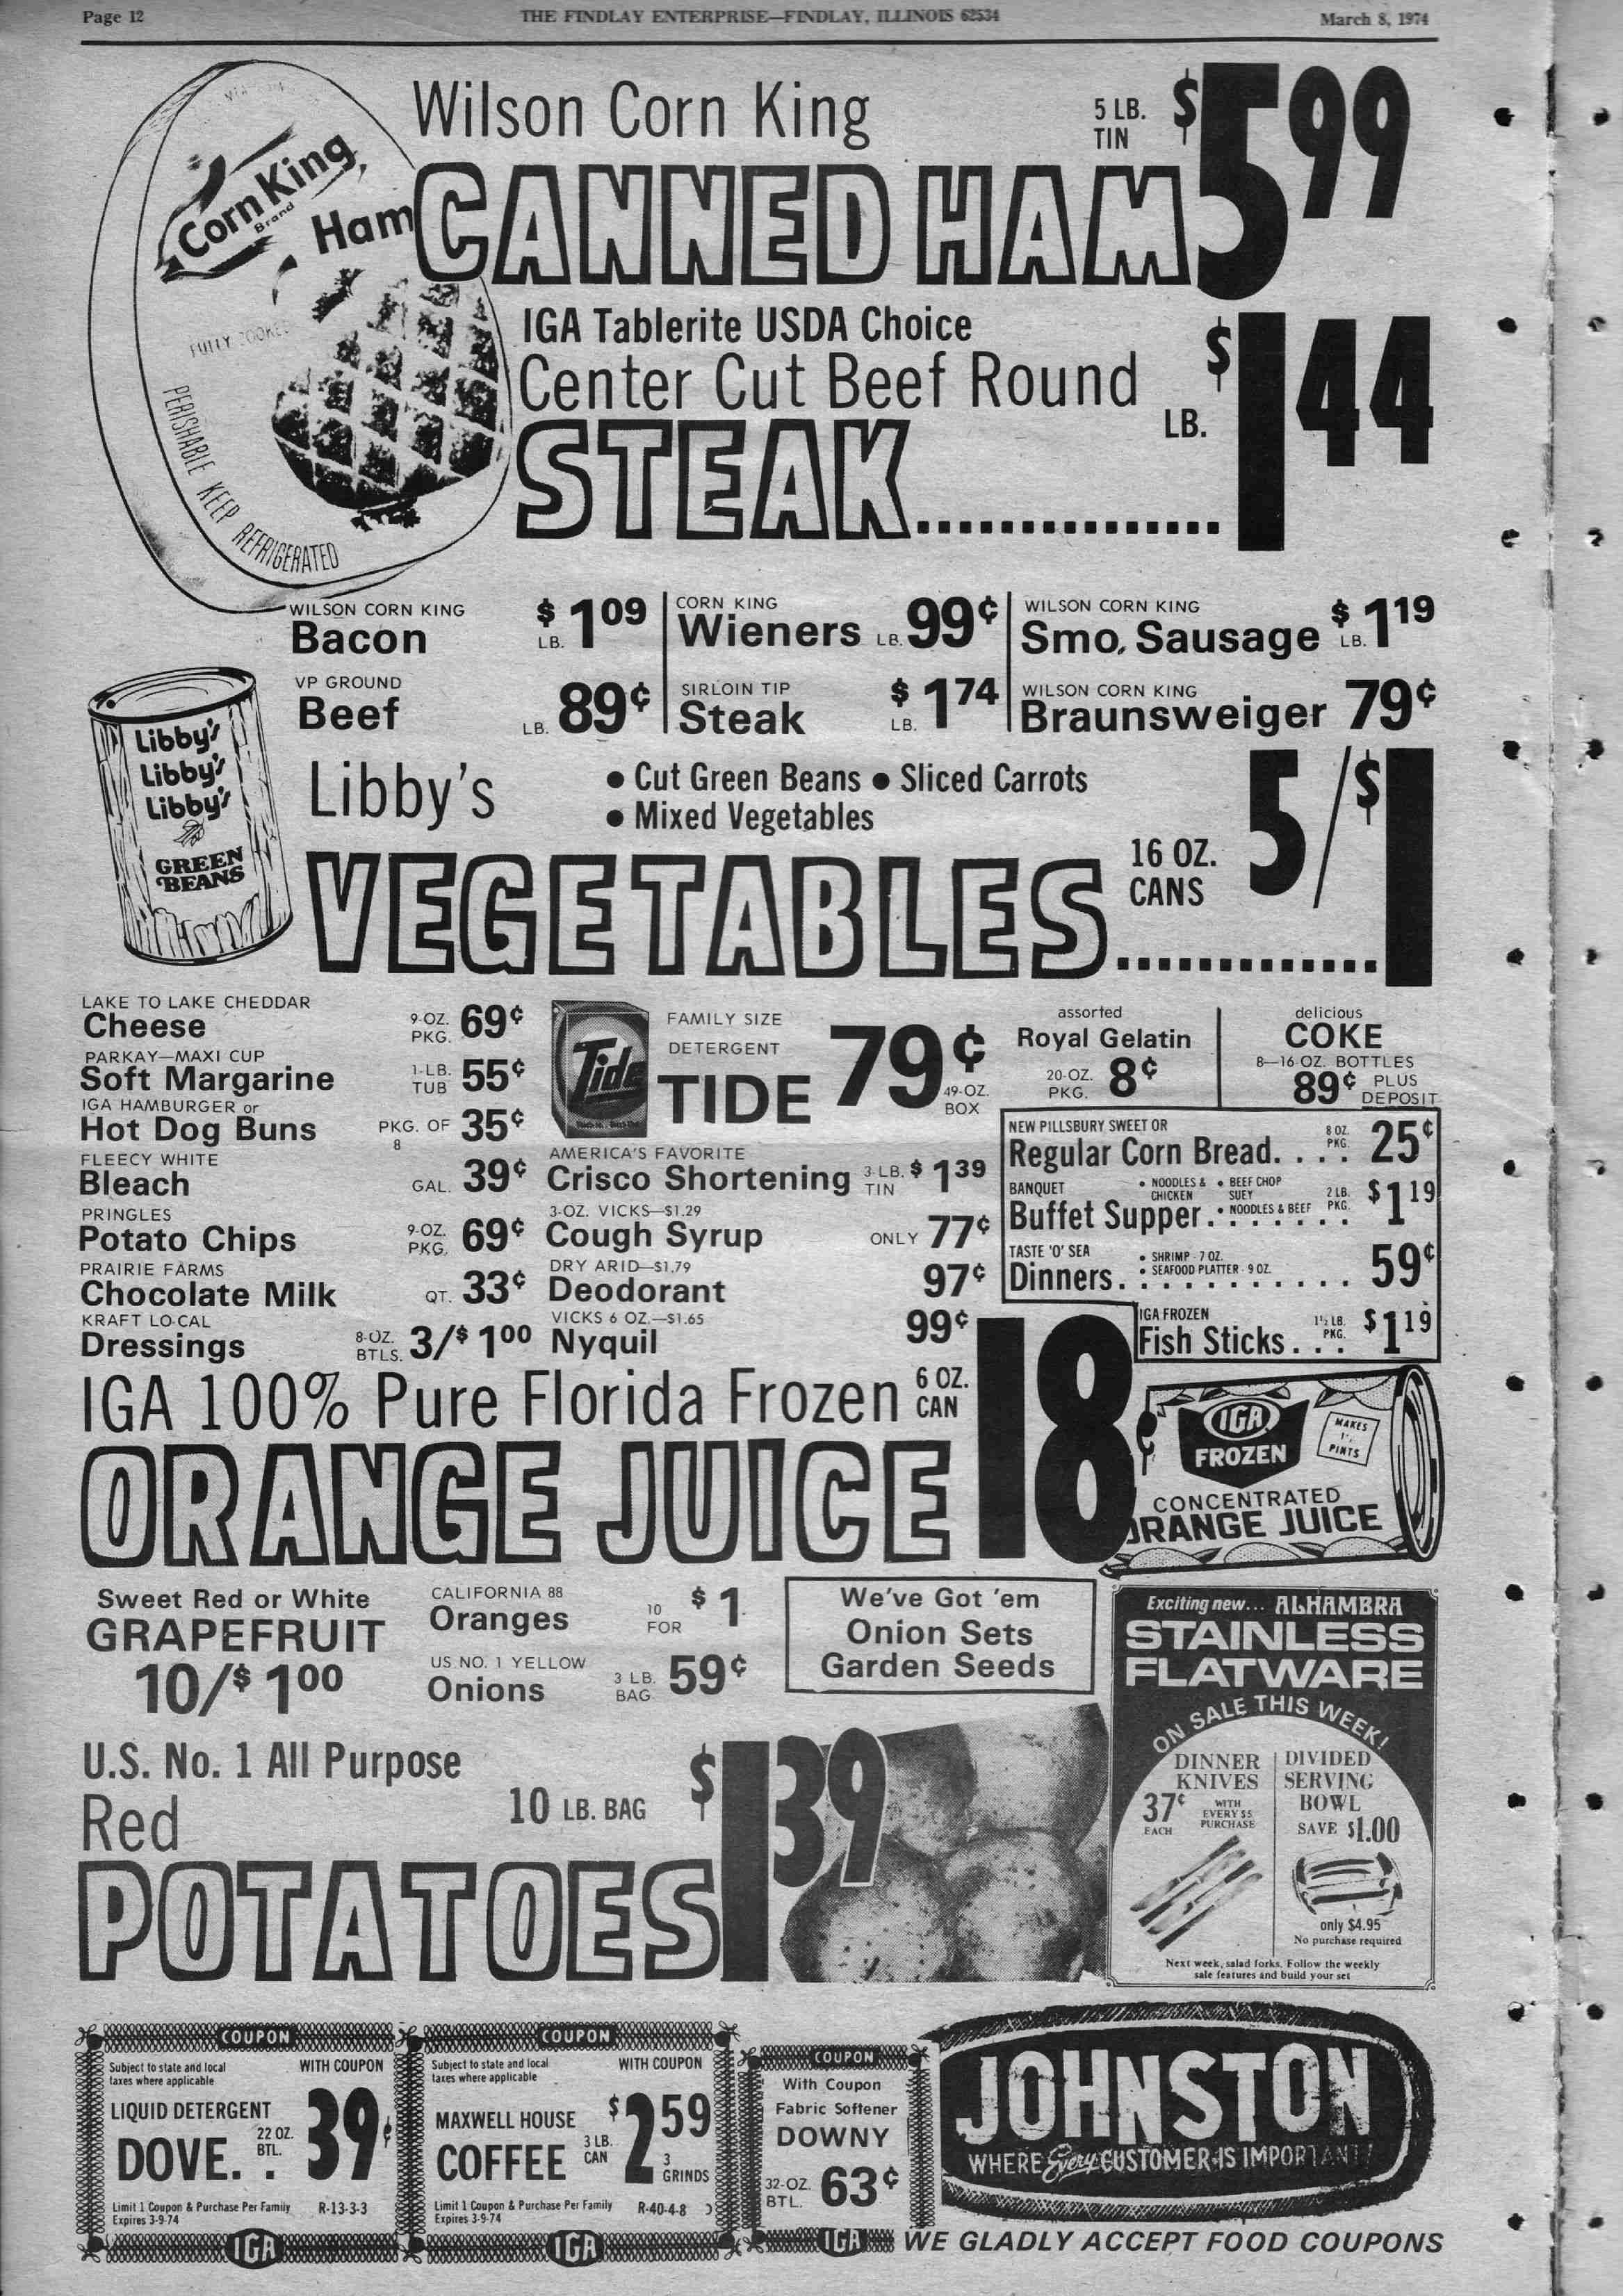 Page 12
THE FINDLAY ENTERPRISE—FINDLAY, ILLINOIS 62534
March 8, 1974
Corn King
Brand
Ham
FULLY COOKED
PERISHABLE KEEP REFRIGERATED
Wilson Corn King
5 LB. TIN
$5 99
CANNED HAM
IGA Tablerite USDA Choice
Center Cut Beef Round
STEAK...............
LB.
$1 44
WILSON CORN KING
Bacon
LB. $1 09
CORN KING
Wieners LB. 99¢
WILSON CORN KING
Smo. Sausage LB. $1 19
VP GROUND
Beef
LB. 89¢
SIRLOIN TIP
Steak
LB. $1 74
WILSON CORN KING
Braunsweiger 79¢
Libby's
Libby's
Libby's
GREEN
BEANS
Libby's
• Cut Green Beans • Sliced Carrots
• Mixed Vegetables
16 OZ.
CANS
5/$1
VEGETABLES.............
LAKE TO LAKE CHEDDAR
Cheese
9-OZ. PKG. 69¢
PARKAY—MAXI CUP
Soft Margarine
1-LB. TUB 55¢
IGA HAMBURGER or
Hot Dog Buns
PKG. OF 8 35¢
FLEECY WHITE
Bleach
GAL. 39¢
PRINGLES
Potato Chips
9-OZ. PKG. 69¢
PRAIRIE FARMS
Chocolate Milk
QT. 33¢
KRAFT LO-CAL
Dressings
8-OZ. BTLS. 3/$1 00
Tide
FAMILY SIZE
DETERGENT
TIDE
79¢
49-OZ.
BOX
AMERICA'S FAVORITE
Crisco Shortening 3-LB. TIN $1 39
3-OZ. VICKS—$1.29
Cough Syrup
ONLY 77¢
DRY ARID—$1.79
Deodorant
97¢
VICKS 6 OZ.—$1.65
Nyquil
99¢
assorted
Royal Gelatin
20-OZ. PKG. 8¢
delicious
COKE
8—16-OZ. BOTTLES
89¢ PLUS DEPOSIT
NEW PILLSBURY SWEET OR
Regular Corn Bread. . . . .
8 OZ. PKG. 25¢
BANQUET
• NOODLES & CHICKEN • BEEF CHOP SUEY
• NOODLES & BEEF
Buffet Supper. . . . . . .
2 LB. PKG. $1 19
TASTE 'O' SEA
• SHRIMP - 7 OZ.
• SEAFOOD PLATTER - 9 OZ.
Dinners. . . . . . . . . . . 59¢
IGA FROZEN
Fish Sticks. . .
1½ LB. PKG. $1 19
IGA 100% Pure Florida Frozen
6 OZ.
CAN
18¢
ORANGE JUICE
IGA
FROZEN
MAKES
1½
PINTS
CONCENTRATED
ORANGE JUICE
Sweet Red or White
GRAPEFRUIT
10/$1 00
CALIFORNIA 88
Oranges
10 FOR $1
US NO. 1 YELLOW
Onions
3 LB. BAG 59¢
We've Got 'em
Onion Sets
Garden Seeds
U.S. No. 1 All Purpose
Red
10 LB. BAG
$1 39
POTATOES
Exciting new... ALHAMBRA
STAINLESS
FLATWARE
ON SALE THIS WEEK!
DINNER
KNIVES
37¢
EACH
WITH
EVERY $5
PURCHASE
DIVIDED
SERVING
BOWL
SAVE $1.00
only $4.95
No purchase required
Next week, salad forks. Follow the weekly
sale features and build your set
COUPON
Subject to state and local
taxes where applicable
WITH COUPON
LIQUID DETERGENT
DOVE. . .
22 OZ.
BTL.
39¢
Limit 1 Coupon & Purchase Per Family
Expires 3-9-74
R-13-3-3
IGA
COUPON
Subject to state and local
taxes where applicable
WITH COUPON
MAXWELL HOUSE
COFFEE
3 LB.
CAN
$2 59
3
GRINDS
Limit 1 Coupon & Purchase Per Family
Expires 3-9-74
R-40-4-8
IGA
COUPON
With Coupon
Fabric Softener
DOWNY
32-OZ.
BTL.
63¢
IGA
JOHNSTON
WHERE Every CUSTOMER IS IMPORTANT!
WE GLADLY ACCEPT FOOD COUPONS